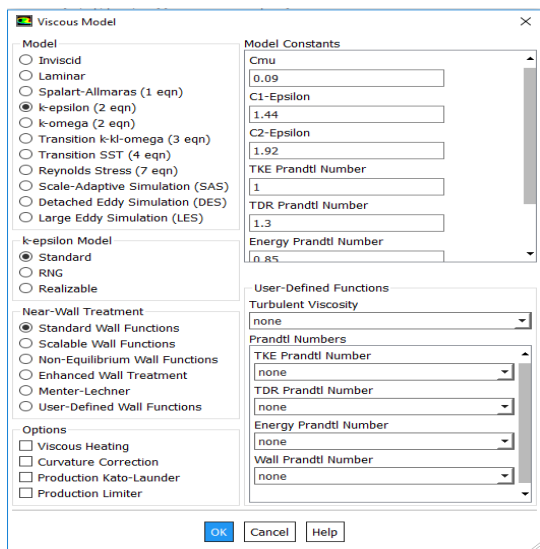 Viscous Model
Model
Inviscid
Laminar
Spalart-Allmaras (1 eqn)
k-epsilon (2 eqn)
k-omega (2 eqn)
Transition k-kl-omega (3 eqn)
Transition SST (4 eqn)
Reynolds Stress (7 eqn)
Scale-Adaptive Simulation (SAS)
Detached Eddy Simulation (DES)
Large Eddy Simulation (LES)
k-epsilon Model
Standard
RNG
Realizable
Near-Wall Treatment
Standard Wall Functions
Scalable Wall Functions
Non-Equilibrium Wall Functions
Enhanced Wall Treatment
Menter-Lechner
User-Defined Wall Functions
Options
Viscous Heating
Curvature Correction
Production Kato-Launder
Production Limiter
Model Constants
Cmu
0.09
C1-Epsilon
1.44
C2-Epsilon
1.92
TKE Prandtl Number
1
TDR Prandtl Number
1.3
Energy Prandtl Number
0.85
User-Defined Functions
Turbulent Viscosity
none
Prandtl Numbers
TKE Prandtl Number
none
TDR Prandtl Number
none
Energy Prandtl Number
none
Wall Prandtl Number
none
OK
Cancel
Help